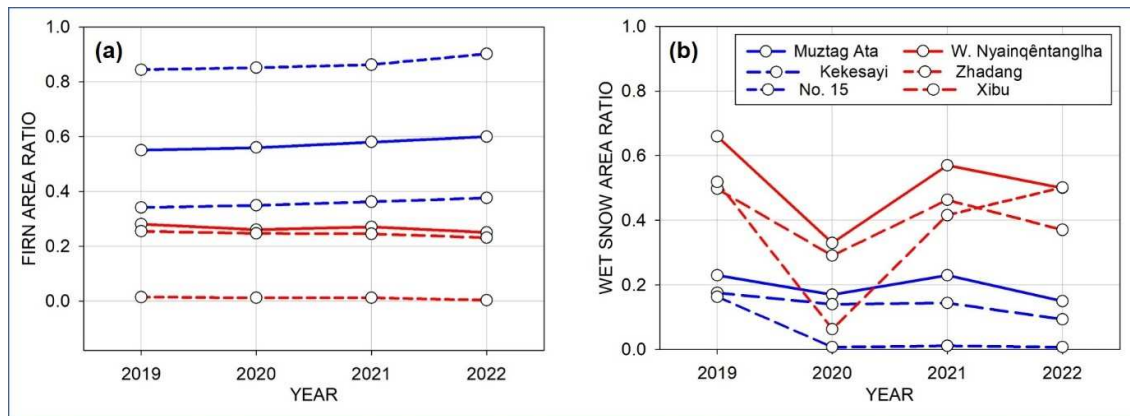 (a)
FIRN AREA RATIO
1.0
0.8
0.6
0.4
0.2
0.0
2019 2020 2021 2022
YEAR
(b)
WET SNOW AREA RATIO
1.0
0.8
0.6
0.4
0.2
0.0
Muztag Ata W. Nyainqêntanglha
Kekesayi Zhadang
No. 15 Xibu
2019 2020 2021 2022
YEAR